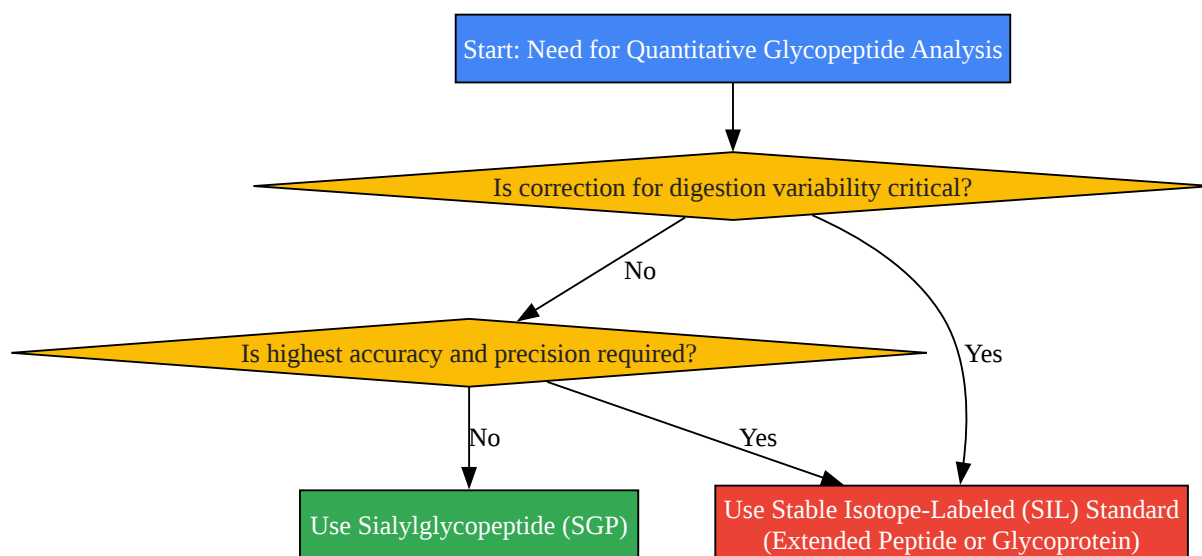 Start: Need for Quantitative Glycopeptide Analysis
Is correction for digestion variability critical?
No
Is highest accuracy and precision required?
Yes
No
Yes
Use Sialylglycopeptide (SGP)
Use Stable Isotope-Labeled (SIL) Standard
(Extended Peptide or Glycoprotein)